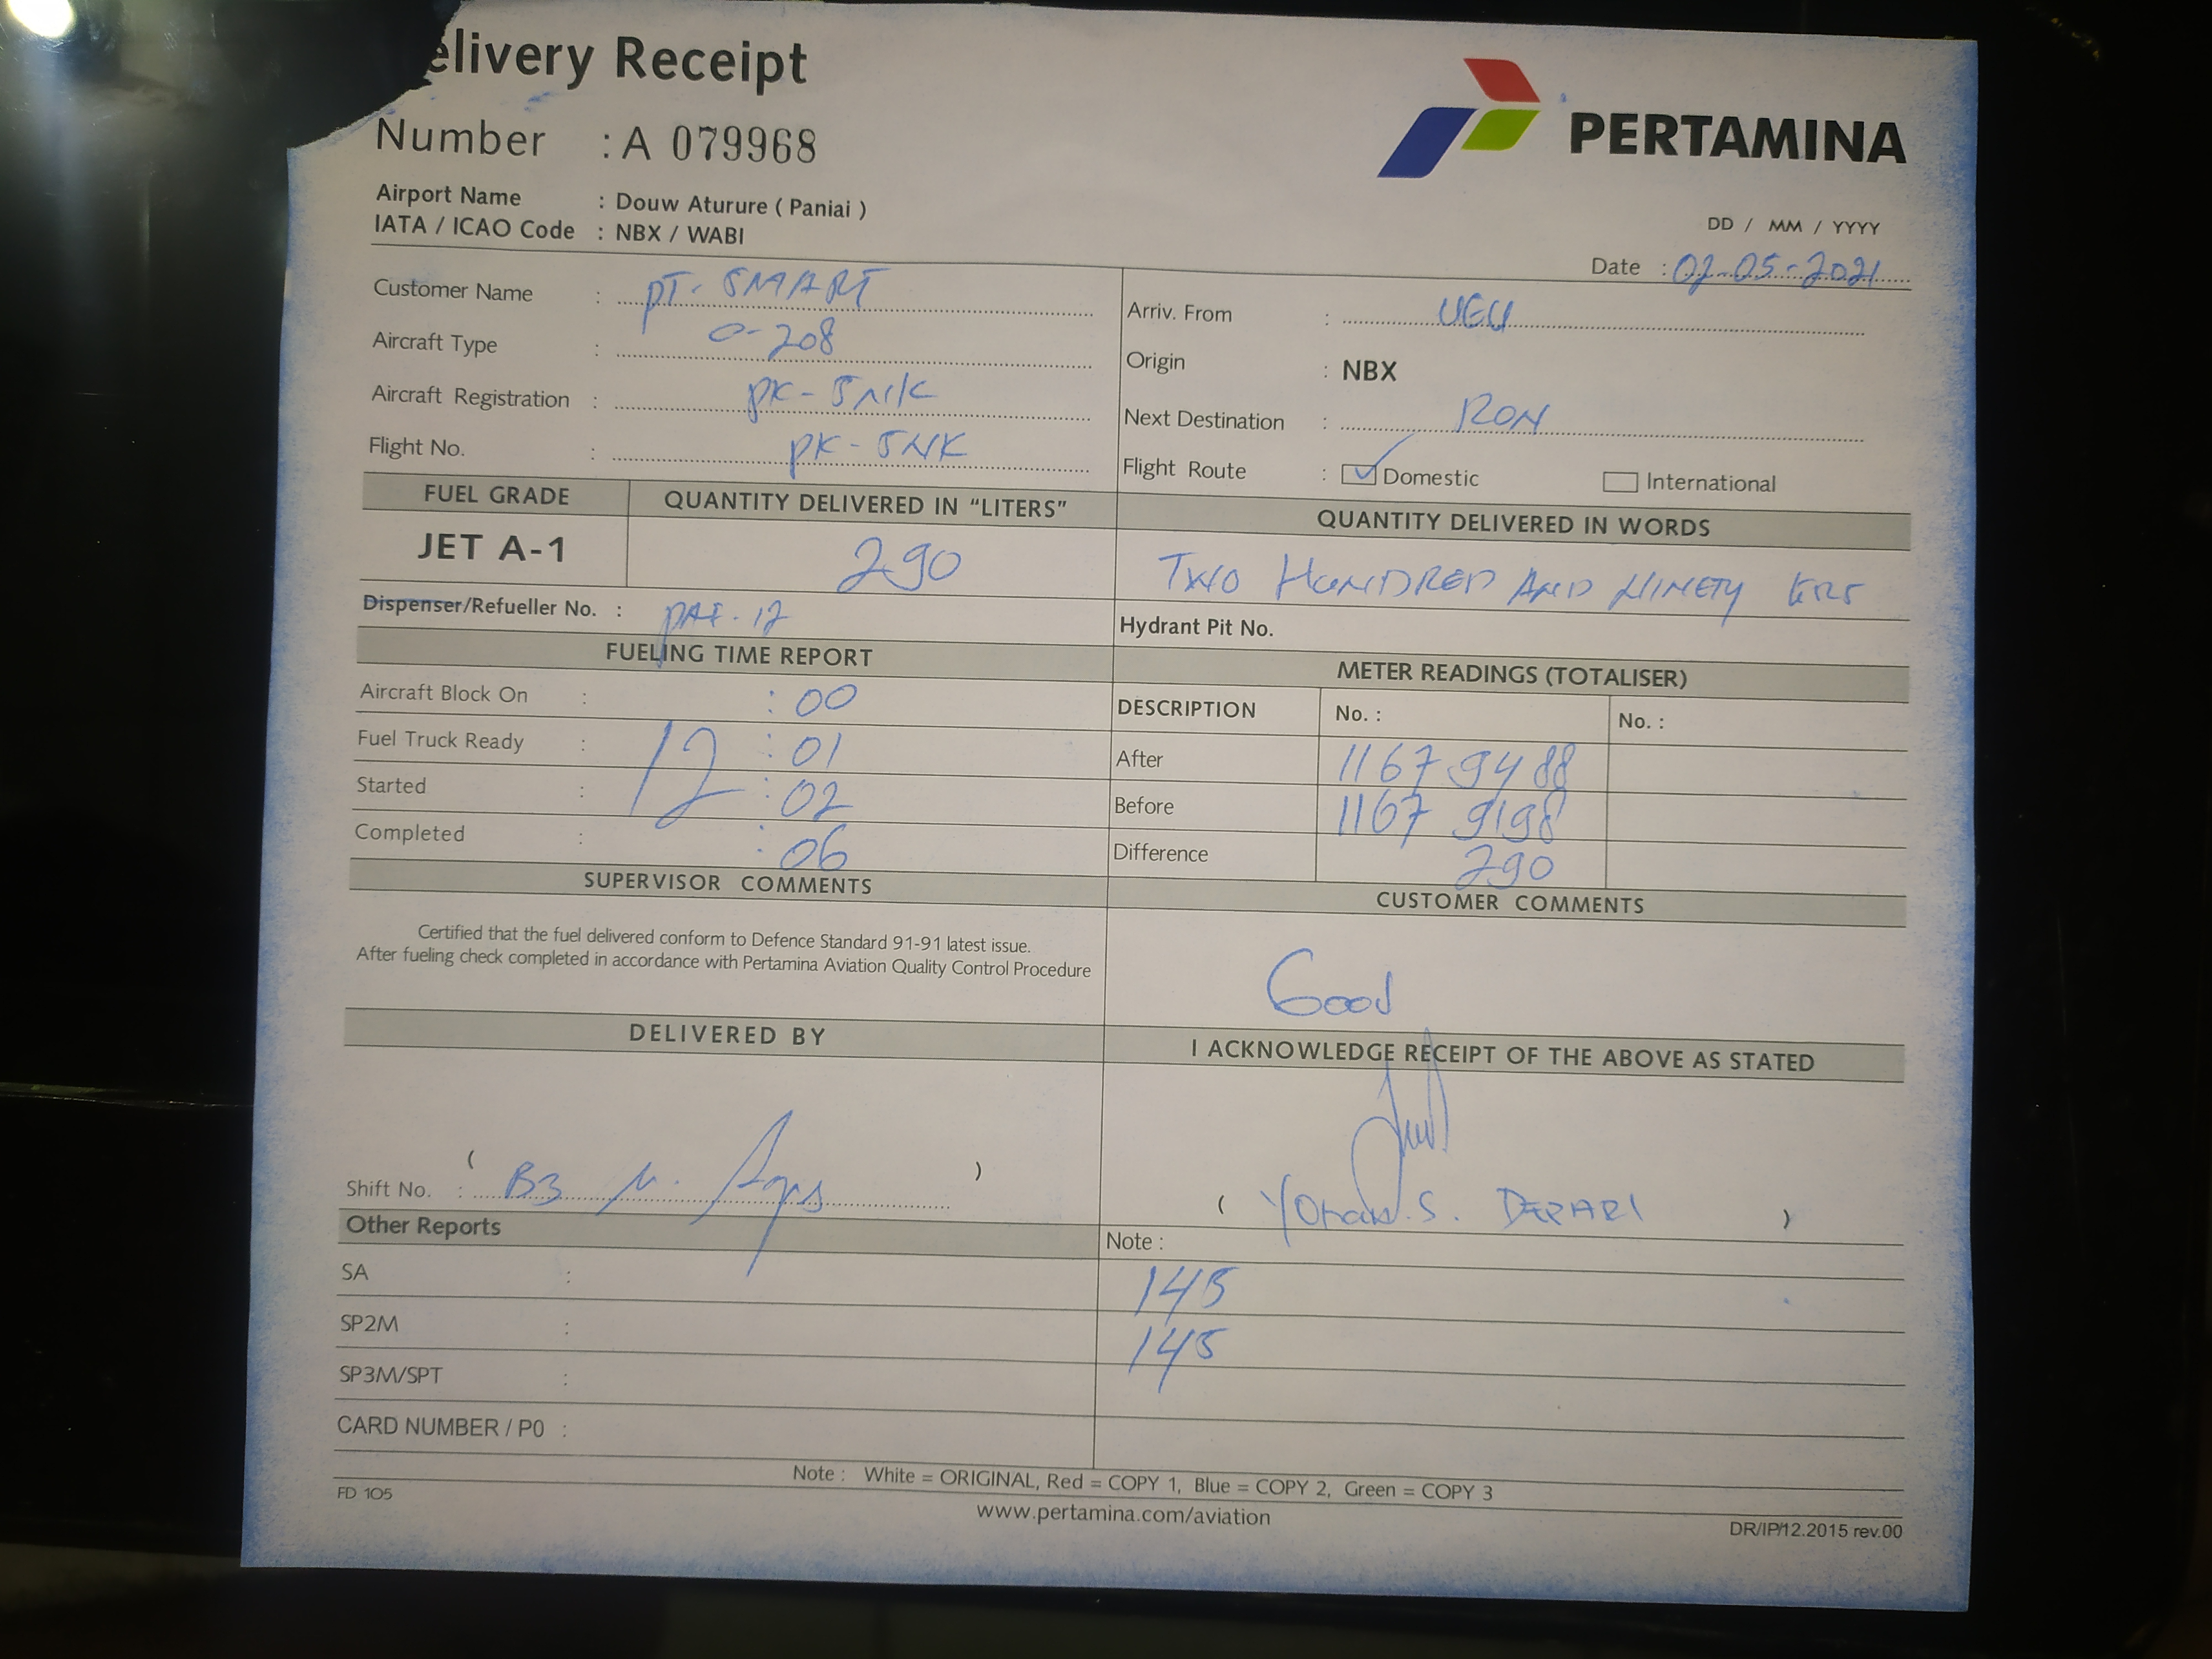 elivery Receipt
PERTAMINA
Number : A 079968
Airport Name : Douw Aturure ( Paniai )
IATA / ICAO Code : NBX / WABI
DD / MM / YYYY
Date : 02-05-2021
Customer Name : PT-SMART
Aircraft Type : C-208
Aircraft Registration : PK-SNK
Flight No. : PK-SNK
Arriv. From : UEU
Origin : NBX
Next Destination : RON
Flight Route : Domestic International
FUEL GRADE QUANTITY DELIVERED IN “LITERS” QUANTITY DELIVERED IN WORDS
JET A-1 290 TWO HUNDRED AND NINETY
Dispenser/Refueller No. : PAF-12
Hydrant Pit No.
FUELING TIME REPORT
Aircraft Block On : : 00
Fuel Truck Ready : 12 : 01
Started : : 02
Completed : : 06
METER READINGS (TOTALISER)
DESCRIPTION No. : No. :
After 1167 9488
Before 1167 9198
Difference 290
SUPERVISOR COMMENTS
Certified that the fuel delivered conform to Defence Standard 91-91 latest issue.
After fueling check completed in accordance with Pertamina Aviation Quality Control Procedure
CUSTOMER COMMENTS
Good
DELIVERED BY
( )
Shift No. : B3
I ACKNOWLEDGE RECEIPT OF THE ABOVE AS STATED
( S. DEPARI )
Other Reports
SA :
SP2M :
SP3M/SPT :
CARD NUMBER / P0 :
Note :
145
145
Note : White = ORIGINAL, Red = COPY 1, Blue = COPY 2, Green = COPY 3
FD 105
www.pertamina.com/aviation
DR/IP/12.2015 rev.00